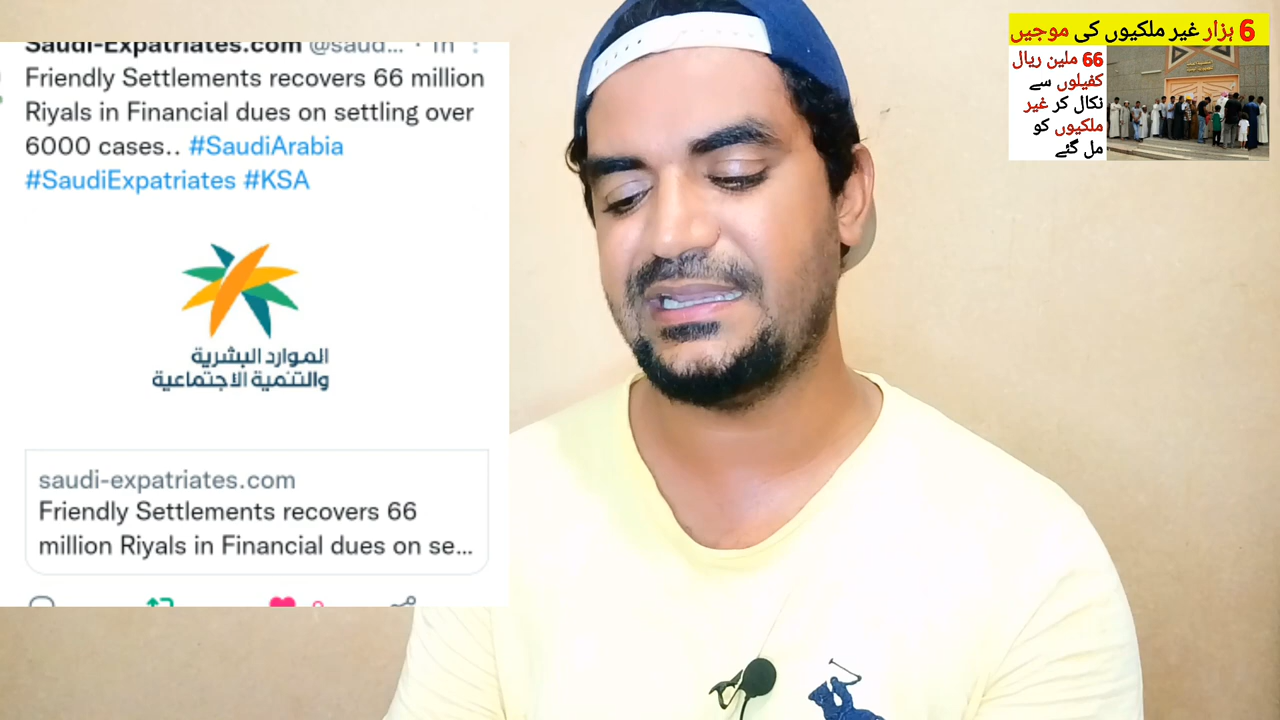 Saudi-Expatriates.com @saud... · 1h
Friendly Settlements recovers 66 million
Riyals in Financial dues on settling over
6000 cases.. #SaudiArabia
#SaudiExpatriates #KSA
الموارد البشرية
والتنمية الاجتماعية
saudi-expatriates.com
Friendly Settlements recovers 66
million Riyals in Financial dues on se...
6 ہزار غیر ملکیوں کی موجیں
66 ملین ریال
کفیلوں سے
نکال کر غیر
ملکیوں کو
مل گئے